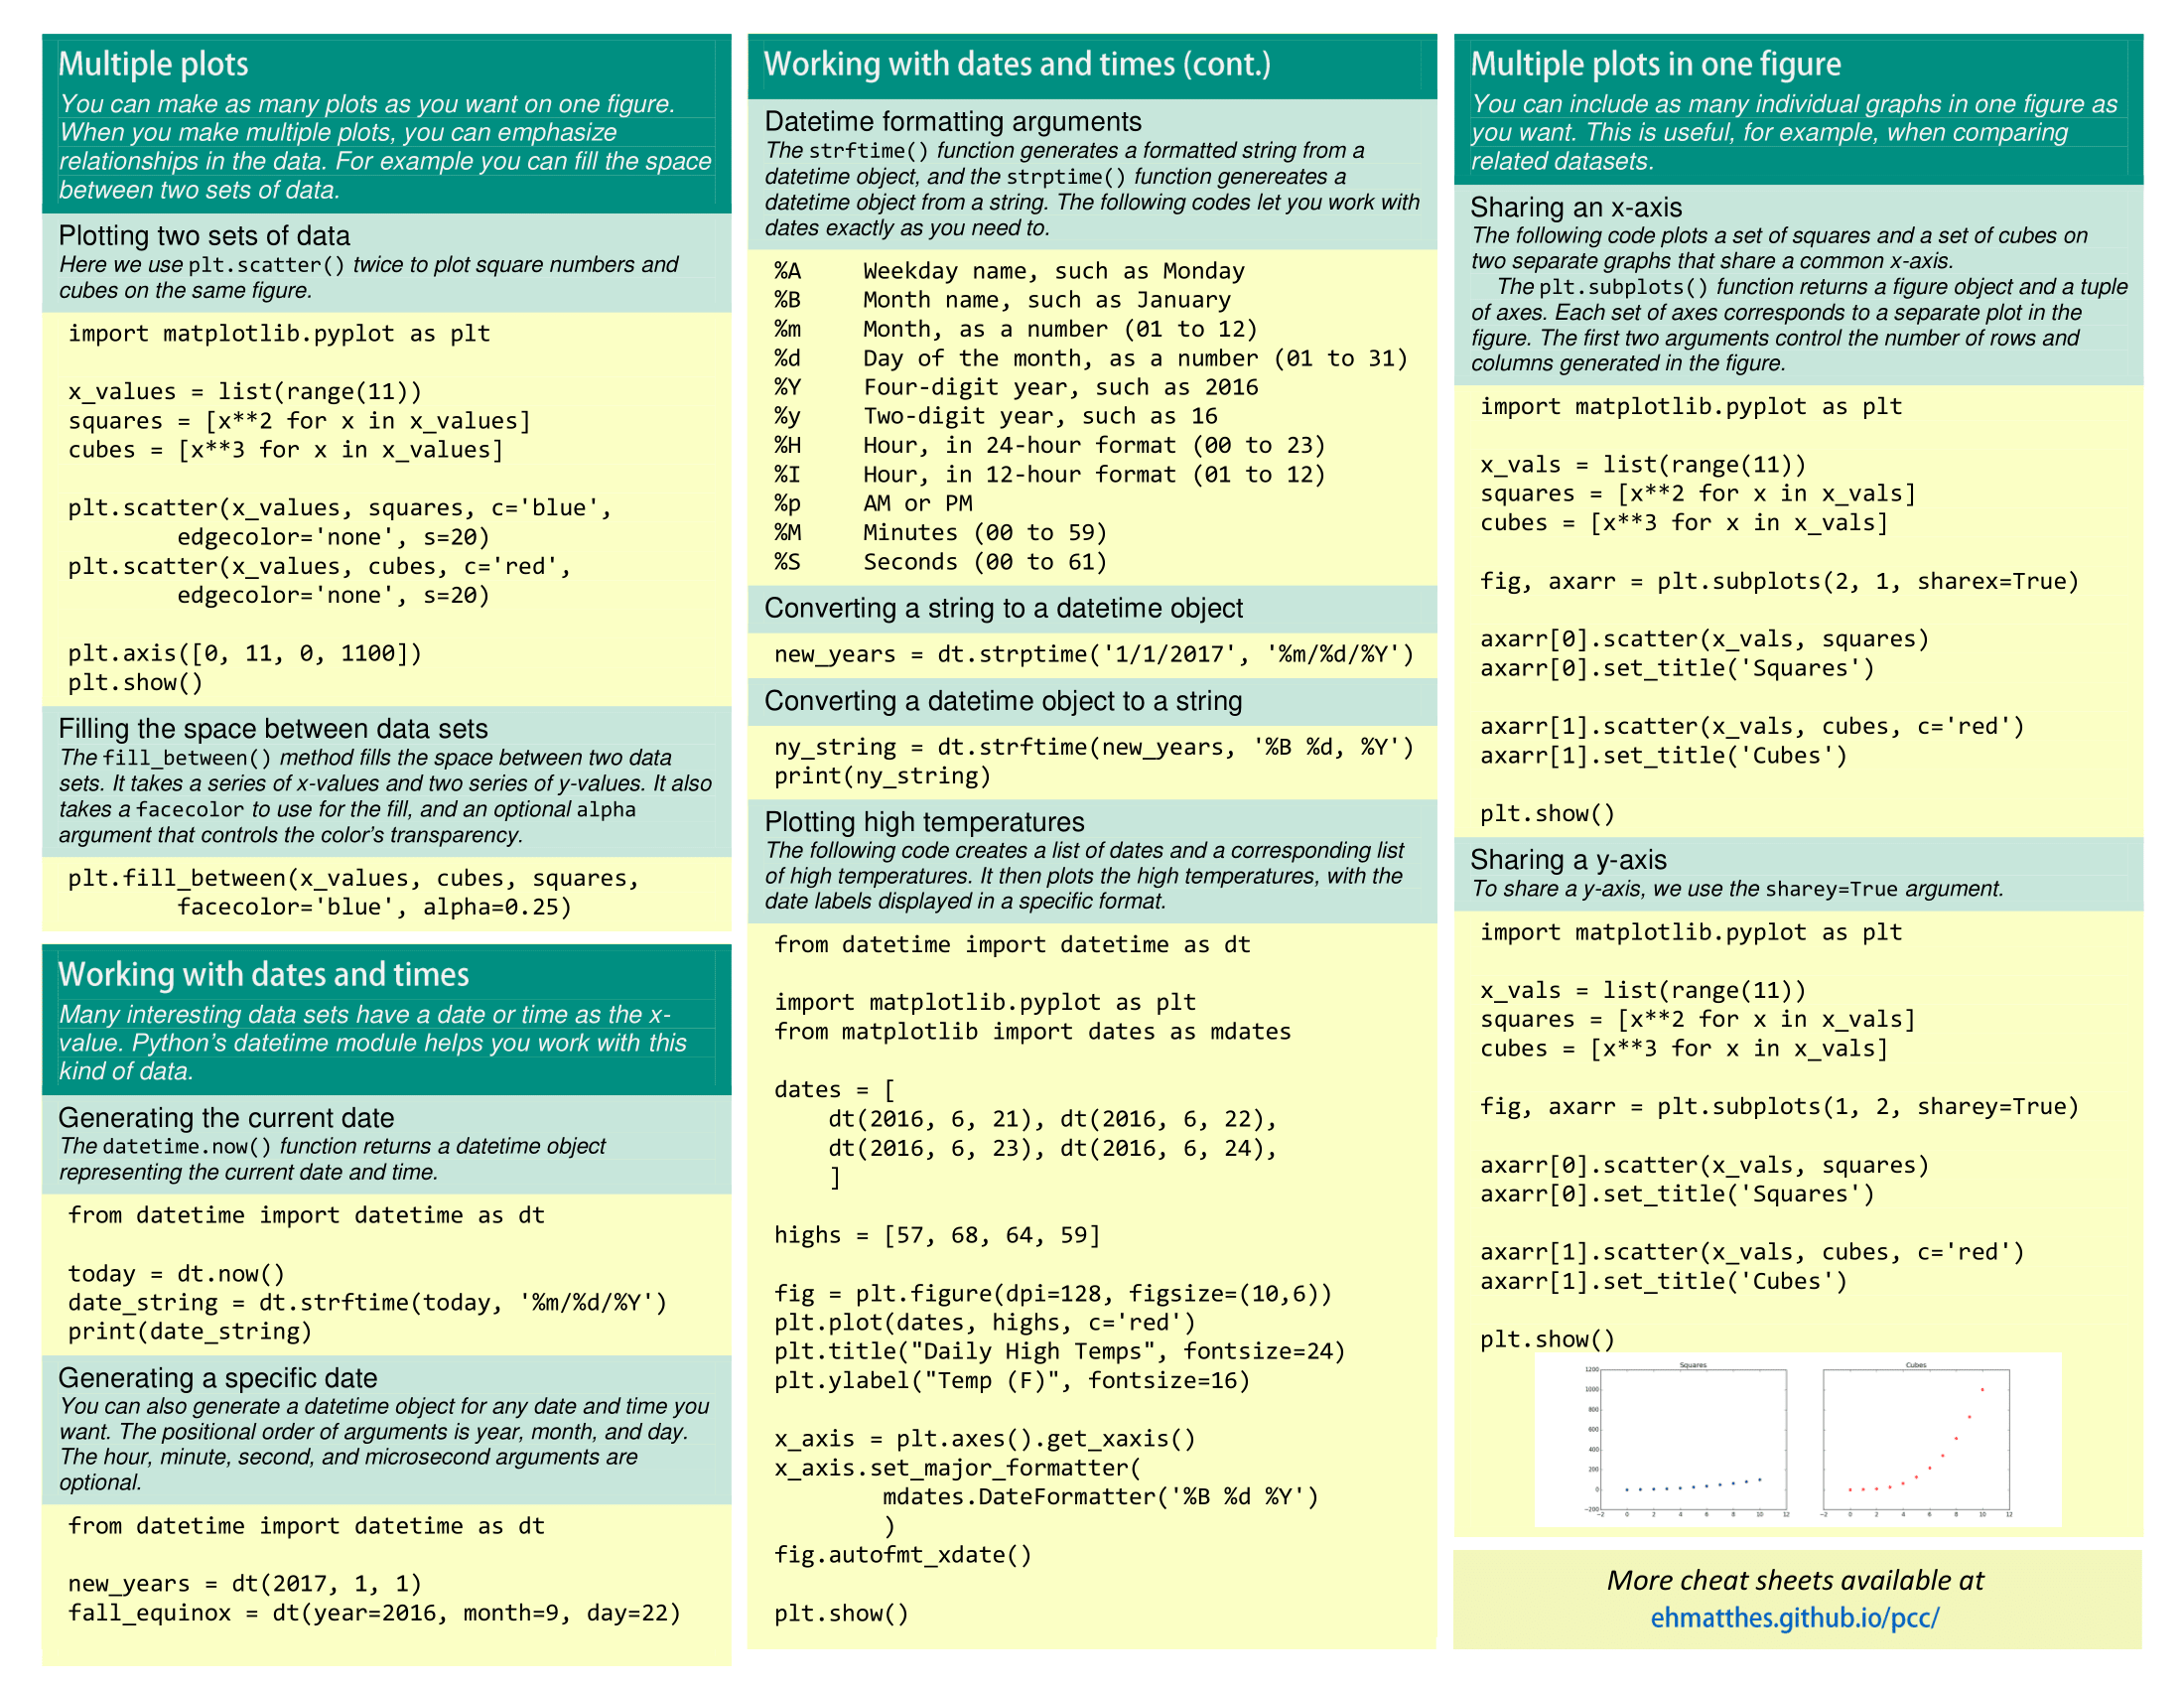 Multiple plots
You can make as many plots as you want on one figure.
When you make multiple plots, you can emphasize
relationships in the data. For example you can fill the space
between two sets of data.
Plotting two sets of data
Here we use plt.scatter() twice to plot square numbers and
cubes on the same figure.
import matplotlib.pyplot as plt
x_values = list(range(11))
squares = [x**2 for x in x_values]
cubes = [x**3 for x in x_values]
plt.scatter(x_values, squares, c='blue',
edgecolor='none', s=20)
plt.scatter(x_values, cubes, c='red',
edgecolor='none', s=20)
plt.axis([0, 11, 0, 1100])
plt.show()
Filling the space between data sets
The fill_between() method fills the space between two data
sets. It takes a series of x-values and two series of y-values. It also
takes a facecolor to use for the fill, and an optional alpha
argument that controls the color's transparency.
plt.fill_between(x_values, cubes, squares,
facecolor='blue', alpha=0.25)
Working with dates and times
Many interesting data sets have a date or time as the x-
value. Python's datetime module helps you work with this
kind of data.
Generating the current date
The datetime.now() function returns a datetime object
representing the current date and time.
from datetime import datetime as dt
today = dt.now()
date_string = dt.strftime(today, '%m/%d/%Y')
print(date_string)
Generating a specific date
You can also generate a datetime object for any date and time you
want. The positional order of arguments is year, month, and day.
The hour, minute, second, and microsecond arguments are
optional.
from datetime import datetime as dt
new_years = dt(2017, 1, 1)
fall_equinox = dt(year=2016, month=9, day=22)
Working with dates and times (cont.)
Datetime formatting arguments
The strftime() function generates a formatted string from a
datetime object, and the strptime() function genereates a
datetime object from a string. The following codes let you work with
dates exactly as you need to.
%A Weekday name, such as Monday
%B Month name, such as January
%m Month, as a number (01 to 12)
%d Day of the month, as a number (01 to 31)
%Y Four-digit year, such as 2016
%y Two-digit year, such as 16
%H Hour, in 24-hour format (00 to 23)
%I Hour, in 12-hour format (01 to 12)
%p AM or PM
%M Minutes (00 to 59)
%S Seconds (00 to 61)
Converting a string to a datetime object
new_years = dt.strptime('1/1/2017', '%m/%d/%Y')
Converting a datetime object to a string
ny_string = dt.strftime(new_years, '%B %d, %Y')
print(ny_string)
Plotting high temperatures
The following code creates a list of dates and a corresponding list
of high temperatures. It then plots the high temperatures, with the
date labels displayed in a specific format.
from datetime import datetime as dt
import matplotlib.pyplot as plt
from matplotlib import dates as mdates
dates = [
dt(2016, 6, 21), dt(2016, 6, 22),
dt(2016, 6, 23), dt(2016, 6, 24),
]
highs = [57, 68, 64, 59]
fig = plt.figure(dpi=128, figsize=(10,6))
plt.plot(dates, highs, c='red')
plt.title("Daily High Temps", fontsize=24)
plt.ylabel("Temp (F)", fontsize=16)
x_axis = plt.axes().get_xaxis()
x_axis.set_major_formatter(
mdates.DateFormatter('%B %d %Y')
)
fig.autofmt_xdate()
plt.show()
Multiple plots in one figure
You can include as many individual graphs in one figure as
you want. This is useful, for example, when comparing
related datasets.
Sharing an x-axis
The following code plots a set of squares and a set of cubes on
two separate graphs that share a common x-axis.
The plt.subplots() function returns a figure object and a tuple
of axes. Each set of axes corresponds to a separate plot in the
figure. The first two arguments control the number of rows and
columns generated in the figure.
import matplotlib.pyplot as plt
x_vals = list(range(11))
squares = [x**2 for x in x_vals]
cubes = [x**3 for x in x_vals]
fig, axarr = plt.subplots(2, 1, sharex=True)
axarr[0].scatter(x_vals, squares)
axarr[0].set_title('Squares')
axarr[1].scatter(x_vals, cubes, c='red')
axarr[1].set_title('Cubes')
plt.show()
Sharing a y-axis
To share a y-axis, we use the sharey=True argument.
import matplotlib.pyplot as plt
x_vals = list(range(11))
squares = [x**2 for x in x_vals]
cubes = [x**3 for x in x_vals]
fig, axarr = plt.subplots(1, 2, sharey=True)
axarr[0].scatter(x_vals, squares)
axarr[0].set_title('Squares')
axarr[1].scatter(x_vals, cubes, c='red')
axarr[1].set_title('Cubes')
plt.show()
Squares Cubes
1200
1000
800
600
400
200
0
−200
−2 0 2 4 6 8 10 12 −2 0 2 4 6 8 10 12
More cheat sheets available at
ehmatthes.github.io/pcc/